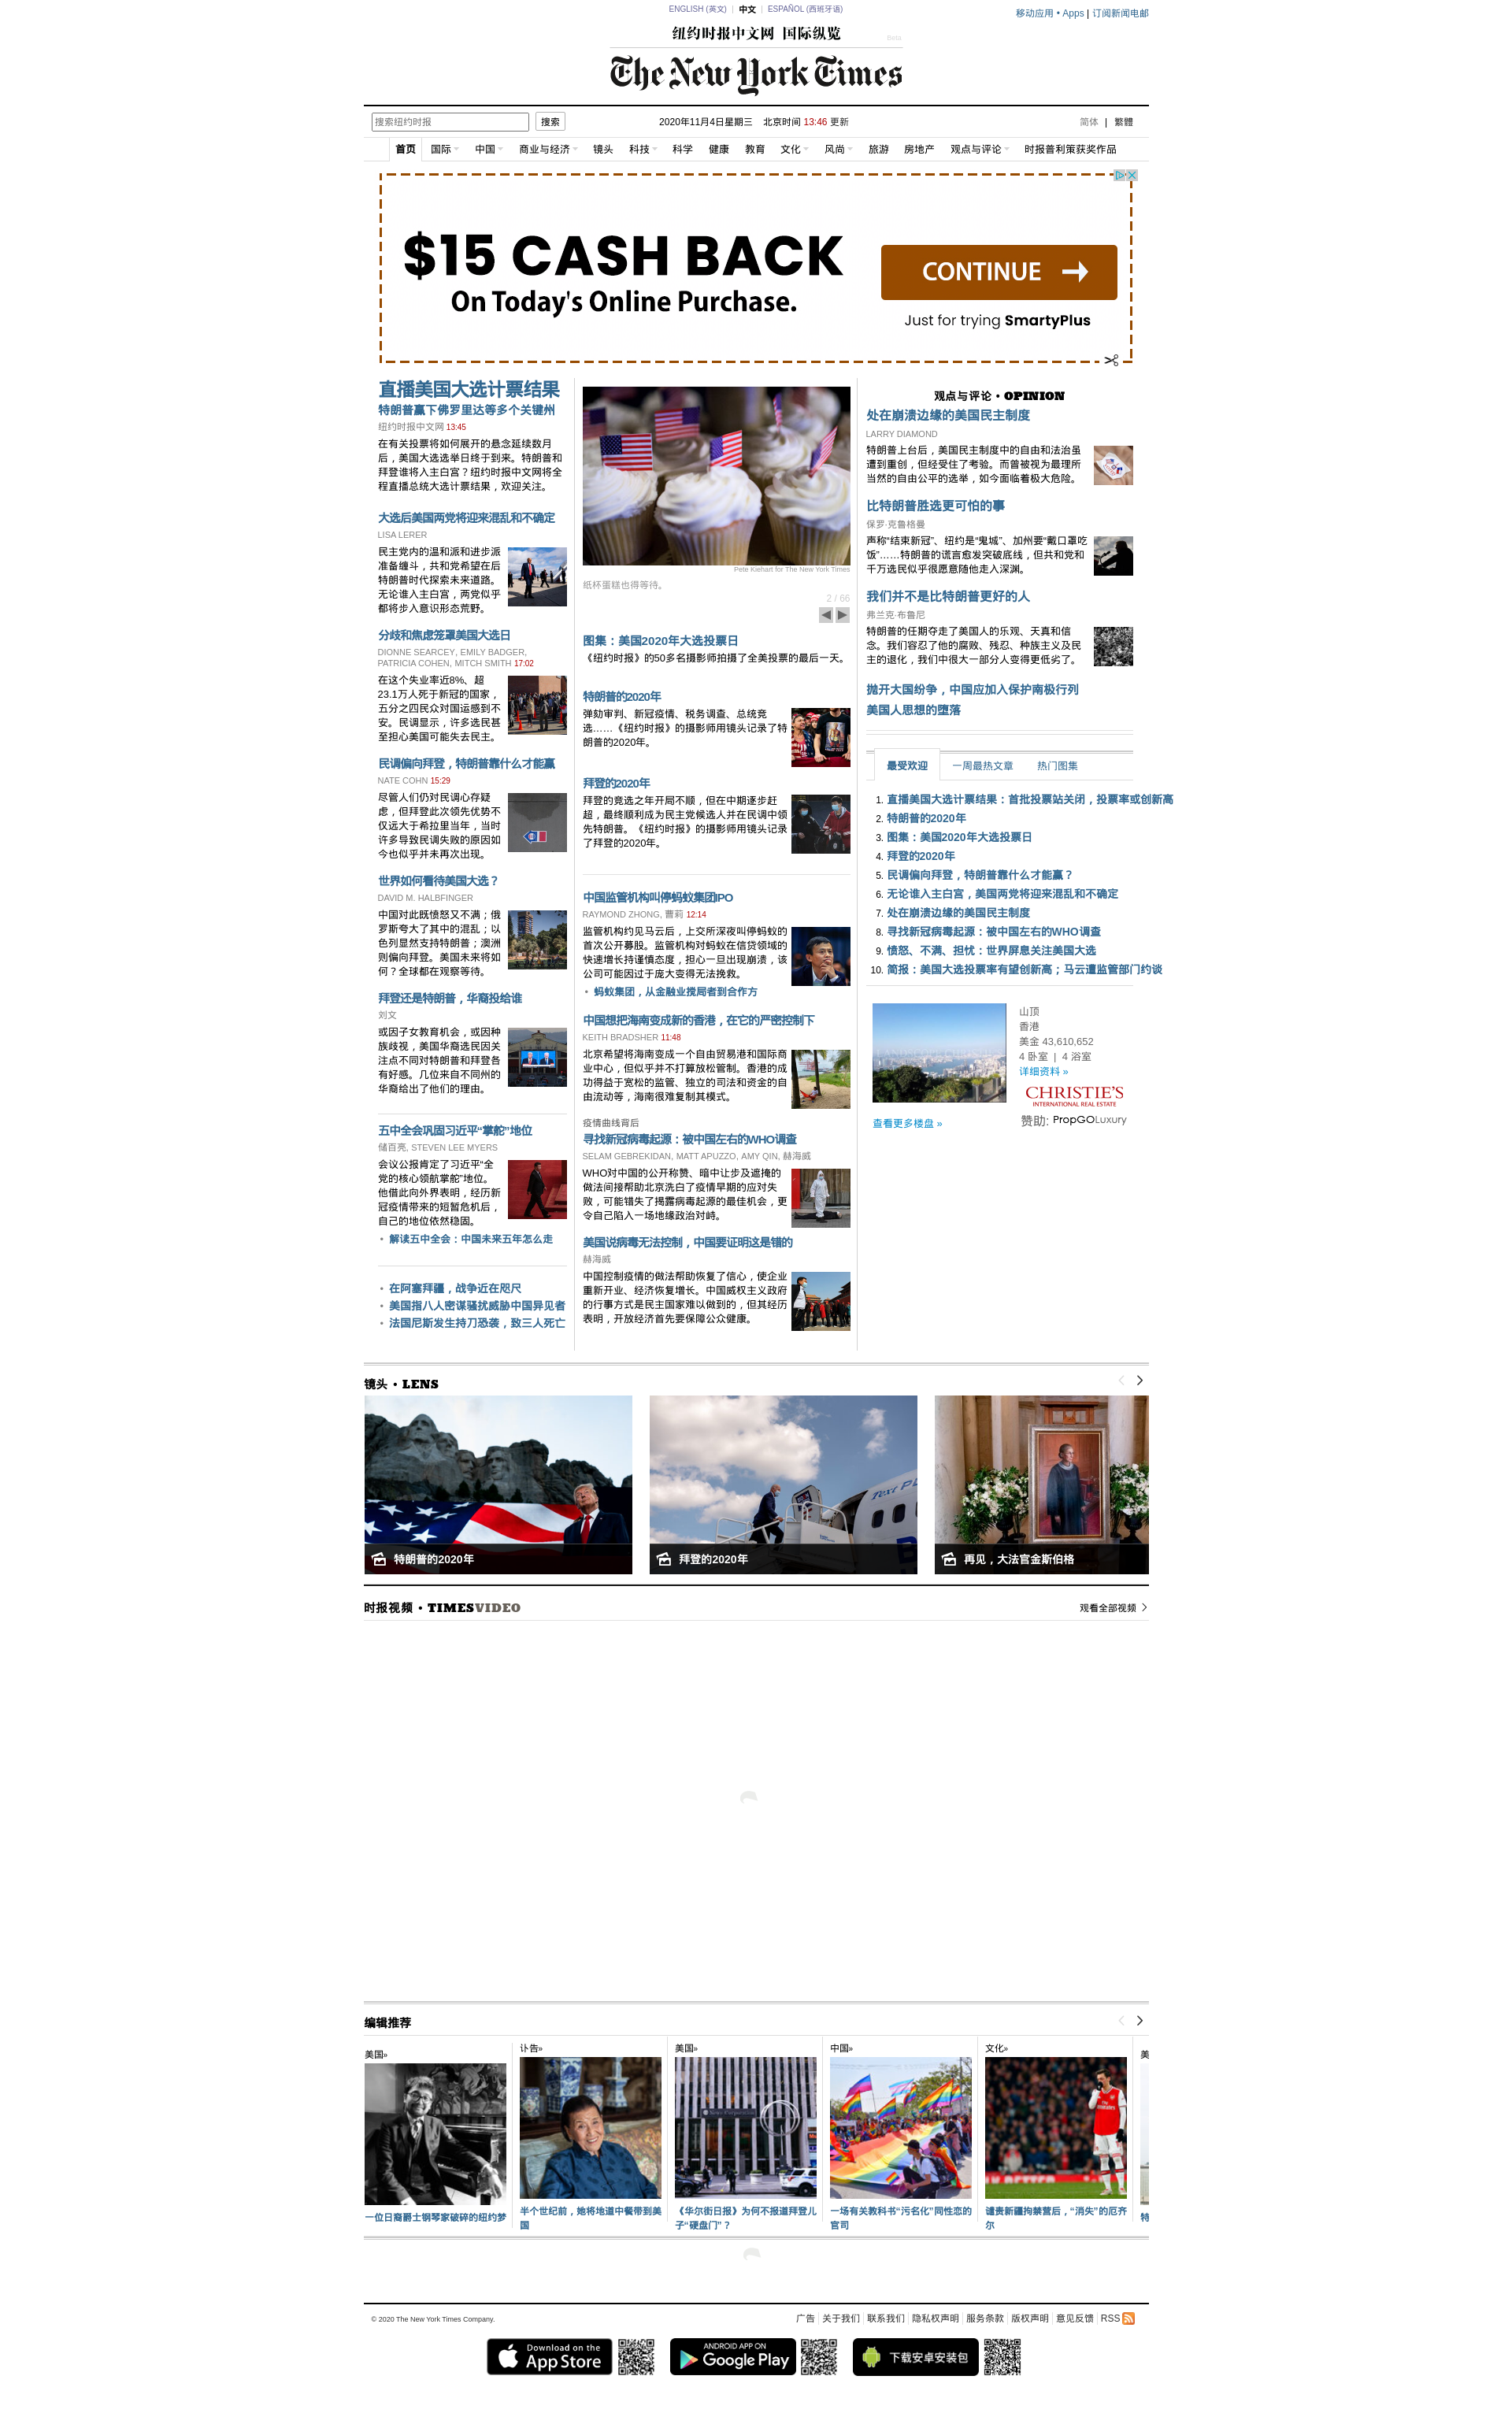 ENGLISH (英文) | 中文 | ESPAÑOL (西班牙语)
移动应用 • Apps | 订阅新闻电邮
纽约时报中文网 国际纵览
Beta
The New York Times
搜索纽约时报
搜索
2020年11月4日星期三 北京时间 13:46 更新
简体 | 繁體
首页 国际 中国 商业与经济 镜头 科技 科学 健康 教育 文化 风尚 旅游 房地产 观点与评论 时报普利策获奖作品
$15 CASH BACK
On Today's Online Purchase.
CONTINUE
Just for trying SmartyPlus
直播美国大选计票结果
特朗普赢下佛罗里达等多个关键州
纽约时报中文网 13:45
在有关投票将如何展开的悬念延续数月
后，美国大选选举日终于到来。特朗普和
拜登谁将入主白宫？纽约时报中文网将全
程直播总统大选计票结果，欢迎关注。
大选后美国两党将迎来混乱和不确定
LISA LERER
民主党内的温和派和进步派
准备缠斗，共和党希望在后
特朗普时代探索未来道路。
无论谁入主白宫，两党似乎
都将步入意识形态荒野。
分歧和焦虑笼罩美国大选日
DIONNE SEARCEY, EMILY BADGER,
PATRICIA COHEN, MITCH SMITH 17:02
在这个失业率近8%、超
23.1万人死于新冠的国家，
五分之四民众对国运感到不
安。民调显示，许多选民甚
至担心美国可能失去民主。
民调偏向拜登，特朗普靠什么才能赢
NATE COHN 15:29
尽管人们仍对民调心存疑
虑，但拜登此次领先优势不
仅远大于希拉里当年，当时
许多导致民调失败的原因如
今也似乎并未再次出现。
世界如何看待美国大选？
DAVID M. HALBFINGER
中国对此既愤怒又不满；俄
罗斯夸大了其中的混乱；以
色列显然支持特朗普；澳洲
则偏向拜登。美国未来将如
何？全球都在观察等待。
拜登还是特朗普，华裔投给谁
刘文
或因子女教育机会，或因种
族歧视，美国华裔选民因关
注点不同对特朗普和拜登各
有好感。几位来自不同州的
华裔给出了他们的理由。
五中全会巩固习近平“掌舵”地位
储百亮, STEVEN LEE MYERS
会议公报肯定了习近平“全
党的核心领航掌舵”地位。
他借此向外界表明，经历新
冠疫情带来的短暂危机后，
自己的地位依然稳固。
• 解读五中全会：中国未来五年怎么走
• 在阿塞拜疆，战争近在咫尺
• 美国指八人密谋骚扰威胁中国异见者
• 法国尼斯发生持刀恐袭，致三人死亡
Pete Kiehart for The New York Times
纸杯蛋糕也得等待。
2 / 66
图集：美国2020年大选投票日
《纽约时报》的50多名摄影师拍摄了全美投票的最后一天。
特朗普的2020年
弹劾审判、新冠疫情、税务调查、总统竞
选……《纽约时报》的摄影师用镜头记录了特
朗普的2020年。
拜登的2020年
拜登的竞选之年开局不顺，但在中期逐步赶
超，最终顺利成为民主党候选人并在民调中领
先特朗普。《纽约时报》的摄影师用镜头记录
了拜登的2020年。
中国监管机构叫停蚂蚁集团IPO
RAYMOND ZHONG, 曹莉 12:14
监管机构约见马云后，上交所深夜叫停蚂蚁的
首次公开募股。监管机构对蚂蚁在信贷领域的
快速增长持谨慎态度，担心一旦出现崩溃，该
公司可能因过于庞大变得无法挽救。
• 蚂蚁集团，从金融业搅局者到合作方
中国想把海南变成新的香港，在它的严密控制下
KEITH BRADSHER 11:48
北京希望将海南变成一个自由贸易港和国际商
业中心，但似乎并不打算放松管制。香港的成
功得益于宽松的监管、独立的司法和资金的自
由流动等，海南很难复制其模式。
疫情曲线背后
寻找新冠病毒起源：被中国左右的WHO调查
SELAM GEBREKIDAN, MATT APUZZO, AMY QIN, 赫海威
WHO对中国的公开称赞、暗中让步及遮掩的
做法间接帮助北京洗白了疫情早期的应对失
败，可能错失了揭露病毒起源的最佳机会，更
令自己陷入一场地缘政治对峙。
美国说病毒无法控制，中国要证明这是错的
赫海威
中国控制疫情的做法帮助恢复了信心，使企业
重新开业、经济恢复增长。中国威权主义政府
的行事方式是民主国家难以做到的，但其经历
表明，开放经济首先要保障公众健康。
观点与评论 • OPINION
处在崩溃边缘的美国民主制度
LARRY DIAMOND
特朗普上台后，美国民主制度中的自由和法治虽
遭到重创，但经受住了考验。而曾被视为最理所
当然的自由公平的选举，如今面临着极大危险。
比特朗普胜选更可怕的事
保罗·克鲁格曼
声称“结束新冠”、纽约是“鬼城”、加州要“戴口罩吃
饭”……特朗普的谎言愈发突破底线，但共和党和
千万选民似乎很愿意随他走入深渊。
我们并不是比特朗普更好的人
弗兰克·布鲁尼
特朗普的任期夺走了美国人的乐观、天真和信
念。我们容忍了他的腐败、残忍、种族主义及民
主的退化，我们中很大一部分人变得更低劣了。
抛开大国纷争，中国应加入保护南极行列
美国人思想的堕落
最受欢迎 一周最热文章 热门图集
1. 直播美国大选计票结果：首批投票站关闭，投票率或创新高
2. 特朗普的2020年
3. 图集：美国2020年大选投票日
4. 拜登的2020年
5. 民调偏向拜登，特朗普靠什么才能赢？
6. 无论谁入主白宫，美国两党将迎来混乱和不确定
7. 处在崩溃边缘的美国民主制度
8. 寻找新冠病毒起源：被中国左右的WHO调查
9. 愤怒、不满、担忧：世界屏息关注美国大选
10. 简报：美国大选投票率有望创新高；马云遭监管部门约谈
山顶
香港
美金 43,610,652
4 卧室 | 4 浴室
详细资料 »
CHRISTIE'S
INTERNATIONAL REAL ESTATE
查看更多楼盘 »
赞助: PropGOLuxury
镜头 • LENS
特朗普的2020年
拜登的2020年
再见，大法官金斯伯格
时报视频 • TIMESVIDEO
观看全部视频
编辑推荐
美国»
讣告»
美国»
中国»
文化»
美
一位日裔爵士钢琴家破碎的纽约梦
半个世纪前，她将地道中餐带到美
国
《华尔街日报》为何不报道拜登儿
子“硬盘门”？
一场有关教科书“污名化”同性恋的
官司
谴责新疆拘禁营后，“消失”的厄齐
尔
特
© 2020 The New York Times Company.
广告 关于我们 联系我们 隐私权声明 服务条款 版权声明 意见反馈 RSS
Download on the
App Store
ANDROID APP ON
Google Play
下载安卓安装包